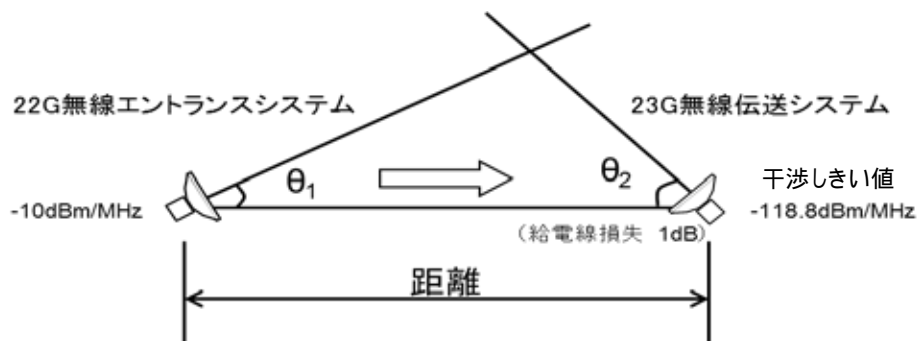 22G無線エントランスシステム
23G無線伝送システム
θ1
θ2
干渉しきい値
-10dBm/MHz
-118.8dBm/MHz
（給電線損失 1dB）
距離